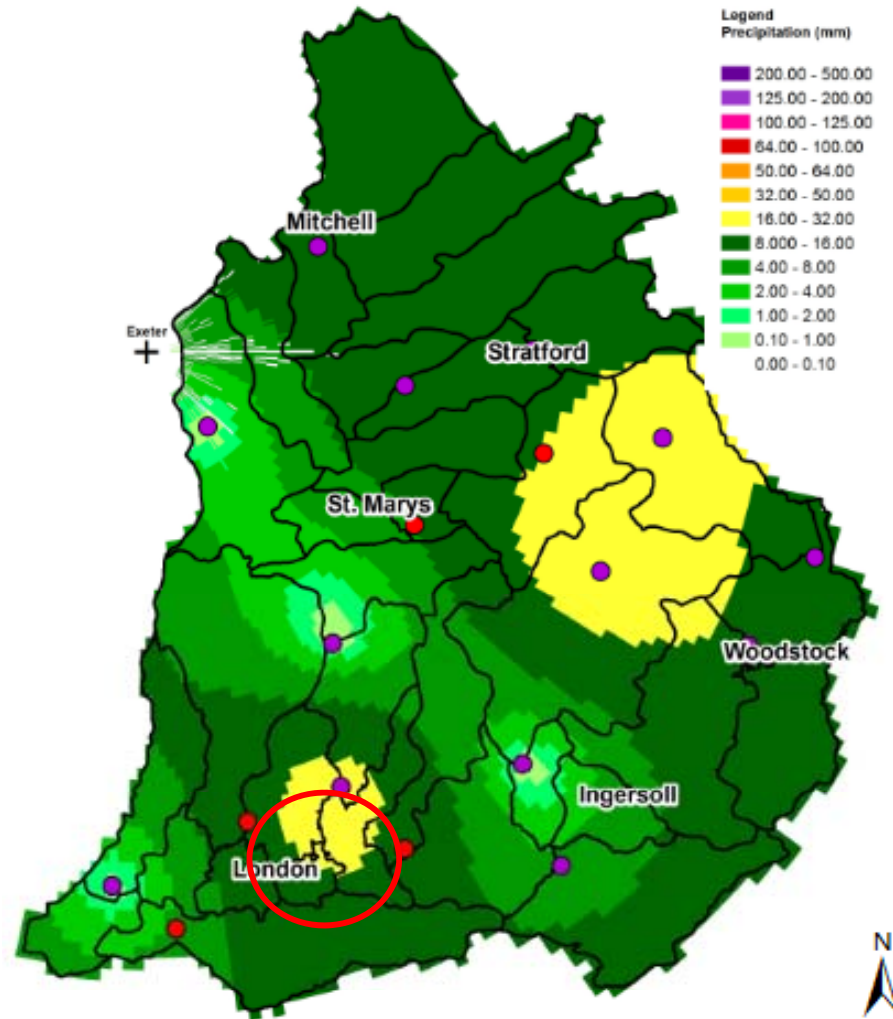 Legend
Precipitation (mm)
200.00 - 500.00
125.00 - 200.00
100.00 - 125.00
64.00 - 100.00
50.00 - 64.00
32.00 - 50.00
16.00 - 32.00
8.000 - 16.00
4.00 - 8.00
2.00 - 4.00
1.00 - 2.00
0.10 - 1.00
0.00 - 0.10
Mitchell
Exeter
Stratford
St. Marys
Woodstock
Ingersoll
London
N